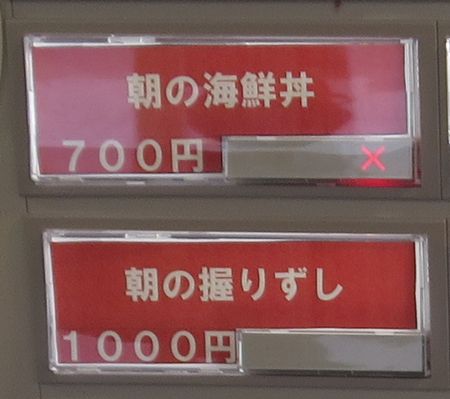 朝の海鮮丼
700円
×
朝の握りずし
1000円